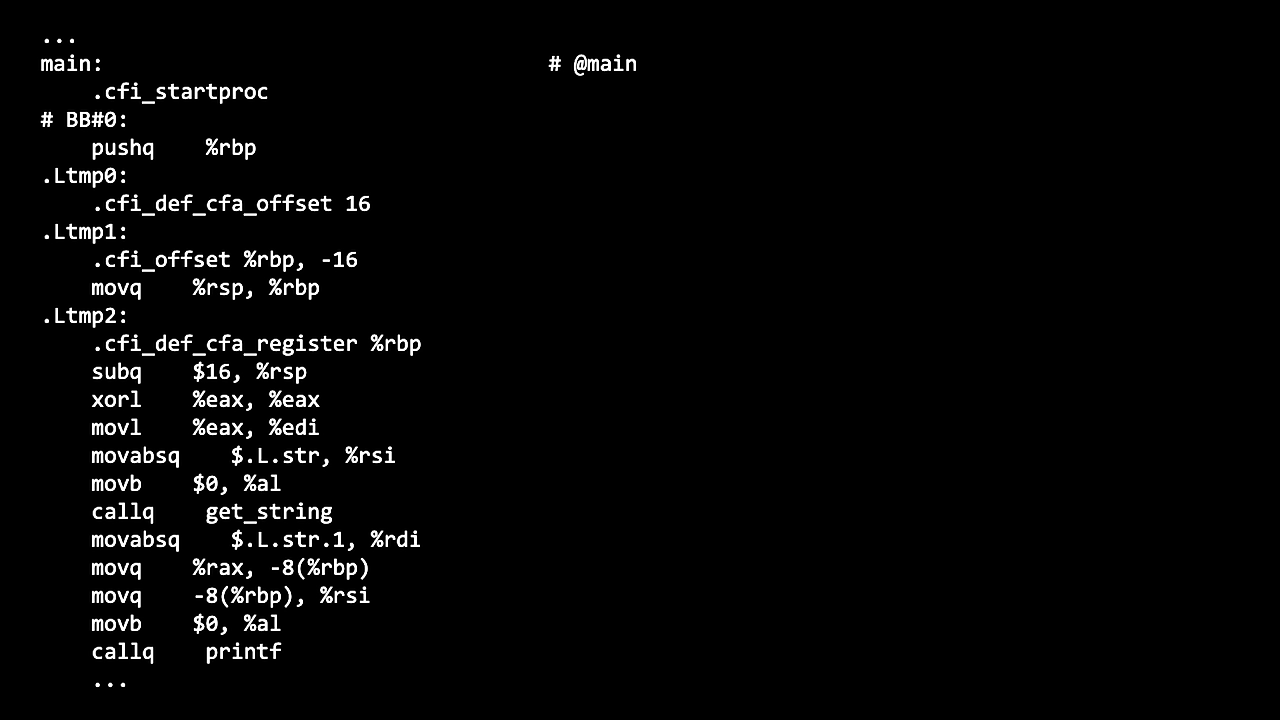 ...
main:                                   # @main
    .cfi_startproc
# BB#0:
    pushq    %rbp
.Ltmp0:
    .cfi_def_cfa_offset 16
.Ltmp1:
    .cfi_offset %rbp, -16
    movq    %rsp, %rbp
.Ltmp2:
    .cfi_def_cfa_register %rbp
    subq    $16, %rsp
    xorl    %eax, %eax
    movl    %eax, %edi
    movabsq    $.L.str, %rsi
    movb    $0, %al
    callq    get_string
    movabsq    $.L.str.1, %rdi
    movq    %rax, -8(%rbp)
    movq    -8(%rbp), %rsi
    movb    $0, %al
    callq    printf
    ...